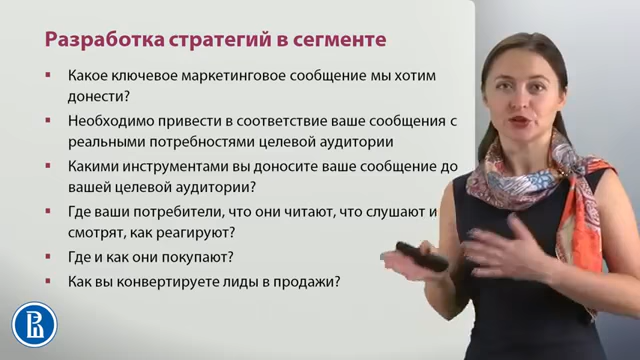 Разработка стратегий в сегменте
Какое ключевое маркетинговое сообщение мы хотим
донести?
Необходимо привести в соответствие ваше сообщения с
реальными потребностями целевой аудитории
Какими инструментами вы доносите ваше сообщение до
вашей целевой аудитории?
Где ваши потребители, что они читают, что слушают и
смотрят, как реагируют?
Где и как они покупают?
Как вы конвертируете лиды в продажи?